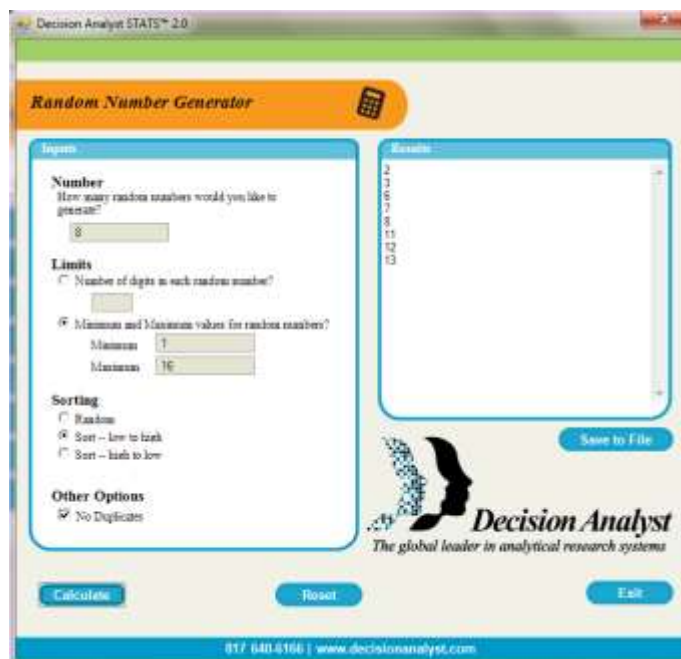 Decision Analyst STATS™ 2.0
Random Number Generator
Inputs
Number
How many random numbers would you like to
generate?
8
Limits
Number of digits in each random number?
Minimum and Maximum values for random numbers?
Minimum 1
Maximum 16
Sorting
Random
Sort -- low to high
Sort -- high to low
Other Options
No Duplicates
Results
2
3
6
7
8
11
12
13
Save to File
Decision Analyst
The global leader in analytical research systems
Calculate
Reset
Exit
817 640-6166 | www.decisionanalyst.com